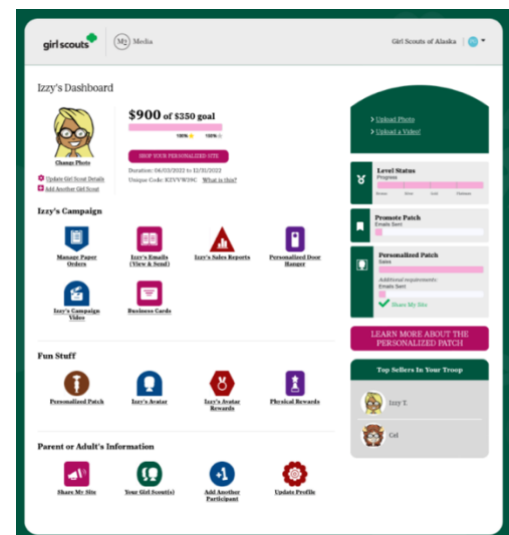 girl scouts
M2 Media
Girl Scouts of Alaska
Izzy's Dashboard
$900 of $350 goal
100% 100%
Change Photo
SHOP YOUR PERSONALIZED SITE
Duration: 04/03/2022 to 12/31/2022
Update Girl Scout Details
Unique Code: What is this?
Add Another Girl Scout
> Upload Photo
> Upload a Video!
Level Status
Progress
Promote Patch
Emails Sent
Personalized Patch
Sales
Additional requirements:
Emails Sent
Share My Site
LEARN MORE ABOUT THE
PERSONALIZED PATCH
Top Sellers In Your Troop
Izzy T.
Cel
Izzy's Campaign
Manage Paper
Orders
Izzy's Emails
(View & Send)
Izzy's Sales Reports
Personalized Door
Hanger
Izzy's Campaign
Video
Business Cards
Fun Stuff
Personalized Patch
Izzy's Avatar
Izzy's Avatar
Rewards
Physical Rewards
Parent or Adult's Information
Share My Site
Your Girl Scout(s)
+1
Add Another
Participant
Update Profile